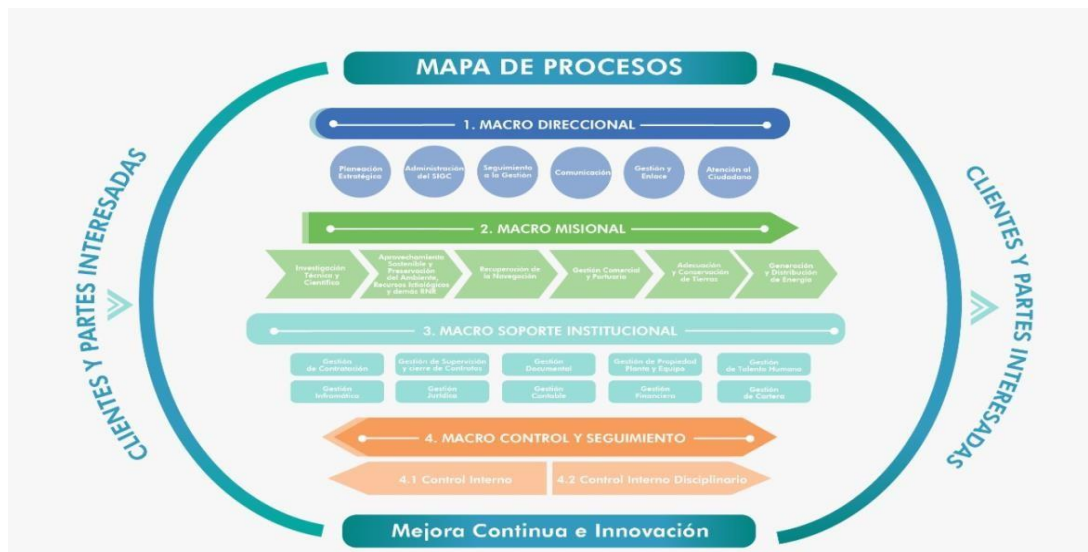 MAPA DE PROCESOS
CLIENTES Y PARTES INTERESADAS
1. MACRO DIRECCIONAL
Planeación
Estratégica
Administración
del SIGC
Seguimiento
a la Gestión
Comunicación
Gestión y
Enlace
Atención al
Ciudadano
2. MACRO MISIONAL
Investigación
Técnica y
Científica
Aprovechamiento
Sostenible y
Preservación
del Ambiente,
Recursos Ictiológicos
y demás RNR
Recuperación de
la Navegación
Gestión Comercial
y Portuaria
Adecuación
y Conservación
de Tierras
Generación
y Distribución
de Energía
3. MACRO SOPORTE INSTITUCIONAL
Gestión
de Contratación
Gestión de Supervisión
y cierre de Contratos
Gestión
Documental
Gestión de Propiedad
Planta y Equipo
Gestión
de Talento Humano
Gestión
Informática
Gestión
Jurídica
Gestión
Contable
Gestión
Financiera
Gestión
de Cartera
4. MACRO CONTROL Y SEGUIMIENTO
4.1 Control Interno
4.2 Control Interno Disciplinario
Mejora Continua e Innovación
CLIENTES Y PARTES INTERESADAS